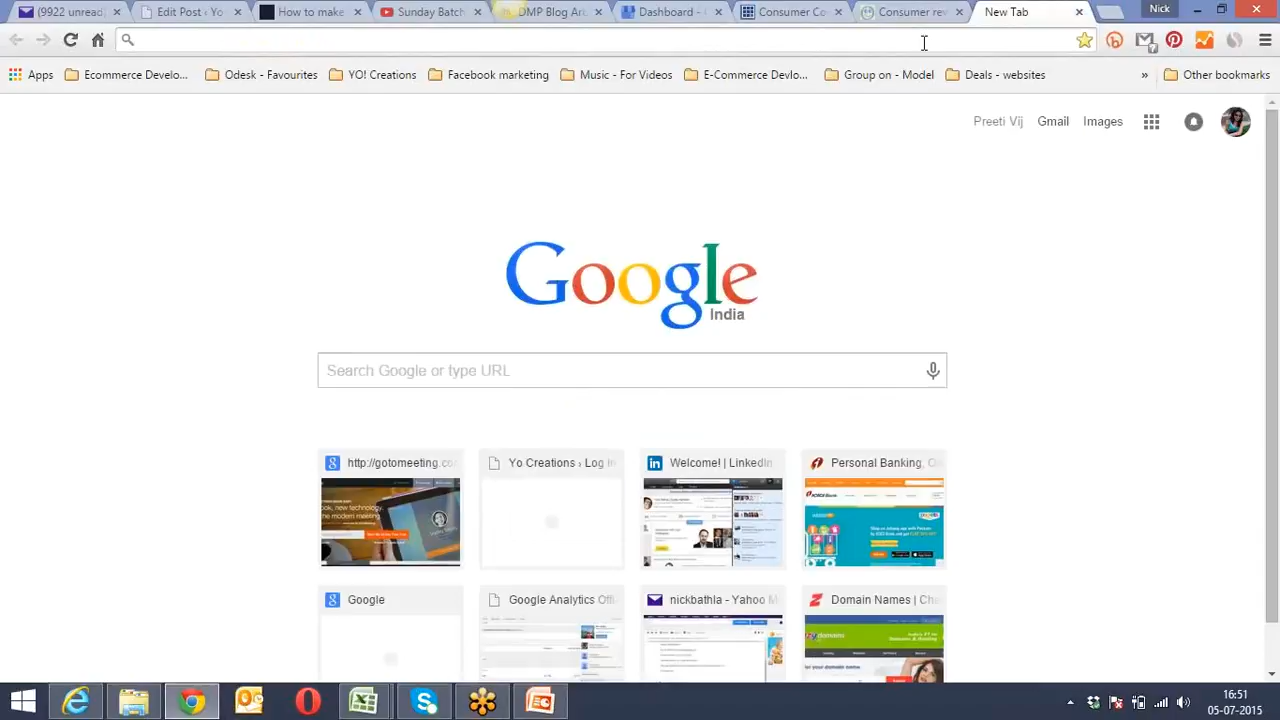 (9922 unread)
Edit Post ‹ Yo
How to make
Sunday Batch
DMP Blog Ar
Dashboard -
Consumer Co
Consumer rev
New Tab
Nick
Apps
Ecommerce Develo...
Odesk - Favourites
YO! Creations
Facebook marketing
Music - For Videos
E-Commerce Devlo...
Group on - Model
Deals - websites
»
Other bookmarks
Preeti Vij
Gmail
Images
Google
India
Search Google or type URL
http://gotomeeting.co
Yo Creations › Log In
Welcome! | LinkedIn
Personal Banking, O
Google
Google Analytics Offi
nickbathla - Yahoo M
Domain Names | Ch
16:51
05-07-2015